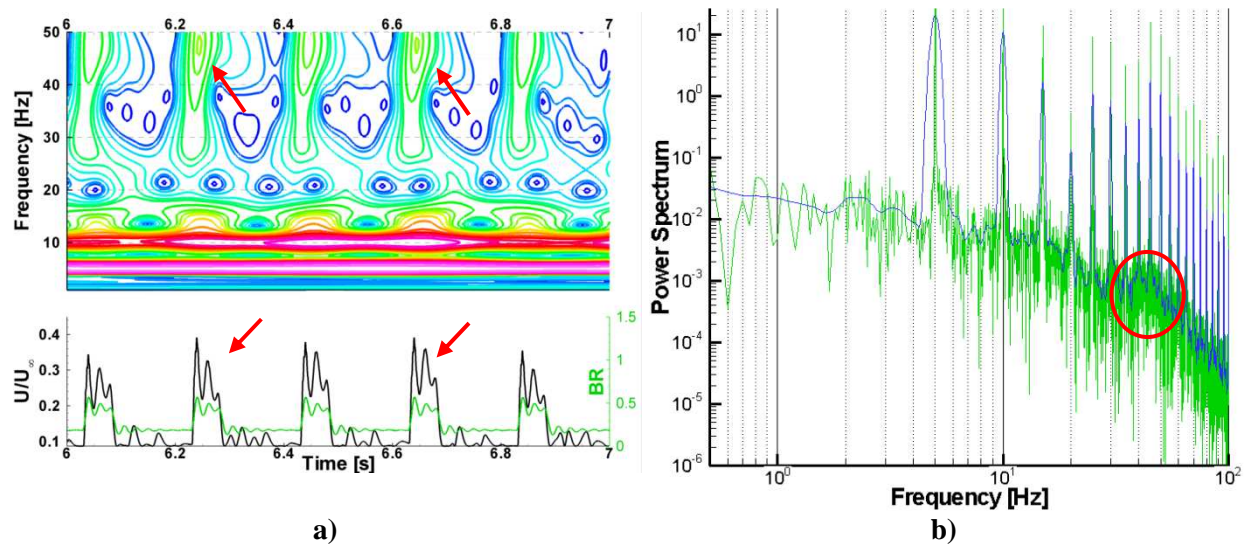 6 6.2 6.4 6.6 6.8 7
50
40
30
20
10
Frequency [Hz]
0.4
0.3
0.2
0.1
U/U∞
1.5
1
0.5
0
BR
6 6.2 6.4 6.6 6.8 7
Time [s]
a)
10¹
10⁰
10⁻¹
10⁻²
10⁻³
10⁻⁴
10⁻⁵
10⁻⁶
Power Spectrum
10⁰ 10¹ 10²
Frequency [Hz]
b)